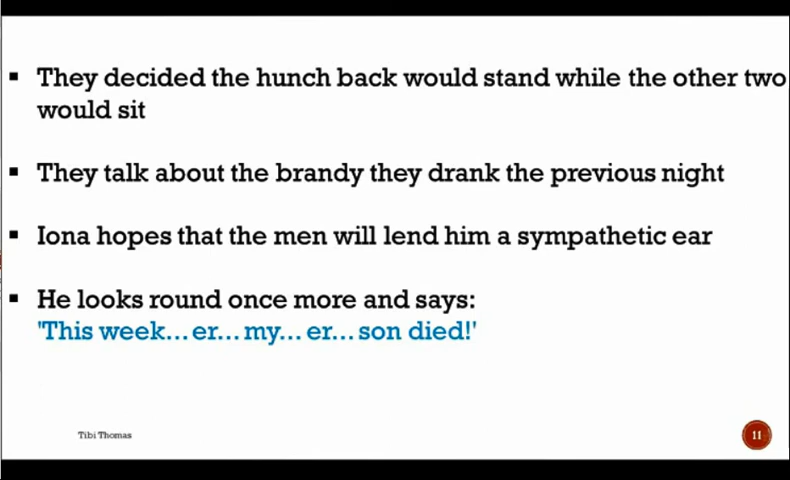 ▪ They decided the hunch back would stand while the other two
would sit
▪ They talk about the brandy they drank the previous night
▪ Iona hopes that the men will lend him a sympathetic ear
▪ He looks round once more and says:
'This week... er... my... er... son died!'
Tibi Thomas
11